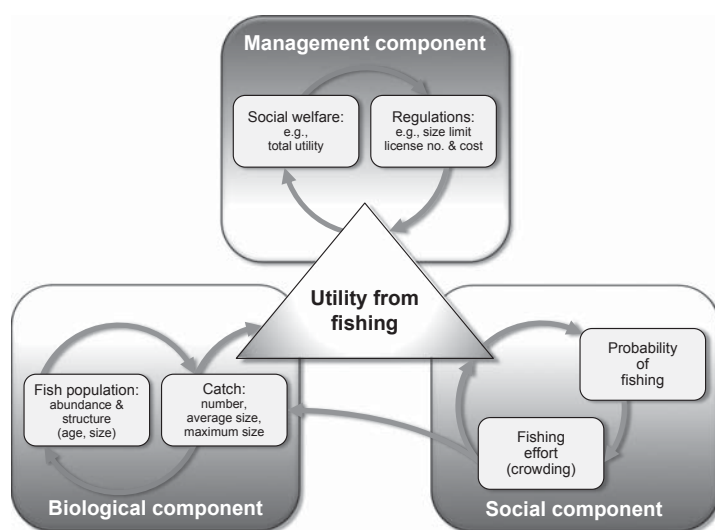 Management component
Social welfare:
e.g.,
total utility
Regulations:
e.g., size limit
license no. & cost
Utility from
fishing
Fish population:
abundance &
structure
(age, size)
Catch:
number,
average size,
maximum size
Biological component
Probability
of
fishing
Fishing
effort
(crowding)
Social component